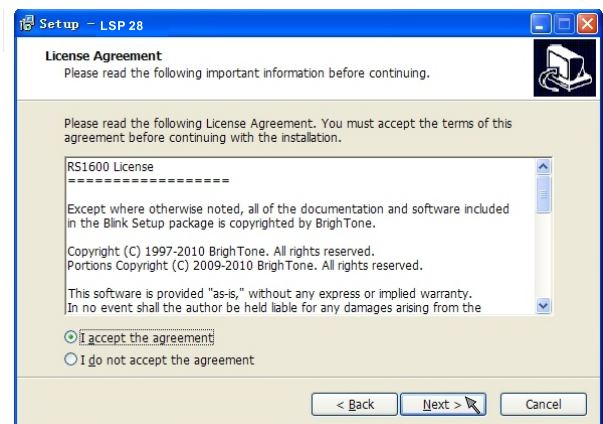 Setup - LSP 28
License Agreement
Please read the following important information before continuing.
Please read the following License Agreement. You must accept the terms of this
agreement before continuing with the installation.
RS1600 License
==================
Except where otherwise noted, all of the documentation and software included
in the Blink Setup package is copyrighted by BrighTone.
Copyright (C) 1997-2010 BrighTone. All rights reserved.
Portions Copyright (C) 2009-2010 BrighTone. All rights reserved.
This software is provided "as-is," without any express or implied warranty.
In no event shall the author be held liable for any damages arising from the
I accept the agreement
I do not accept the agreement
< Back Next > Cancel